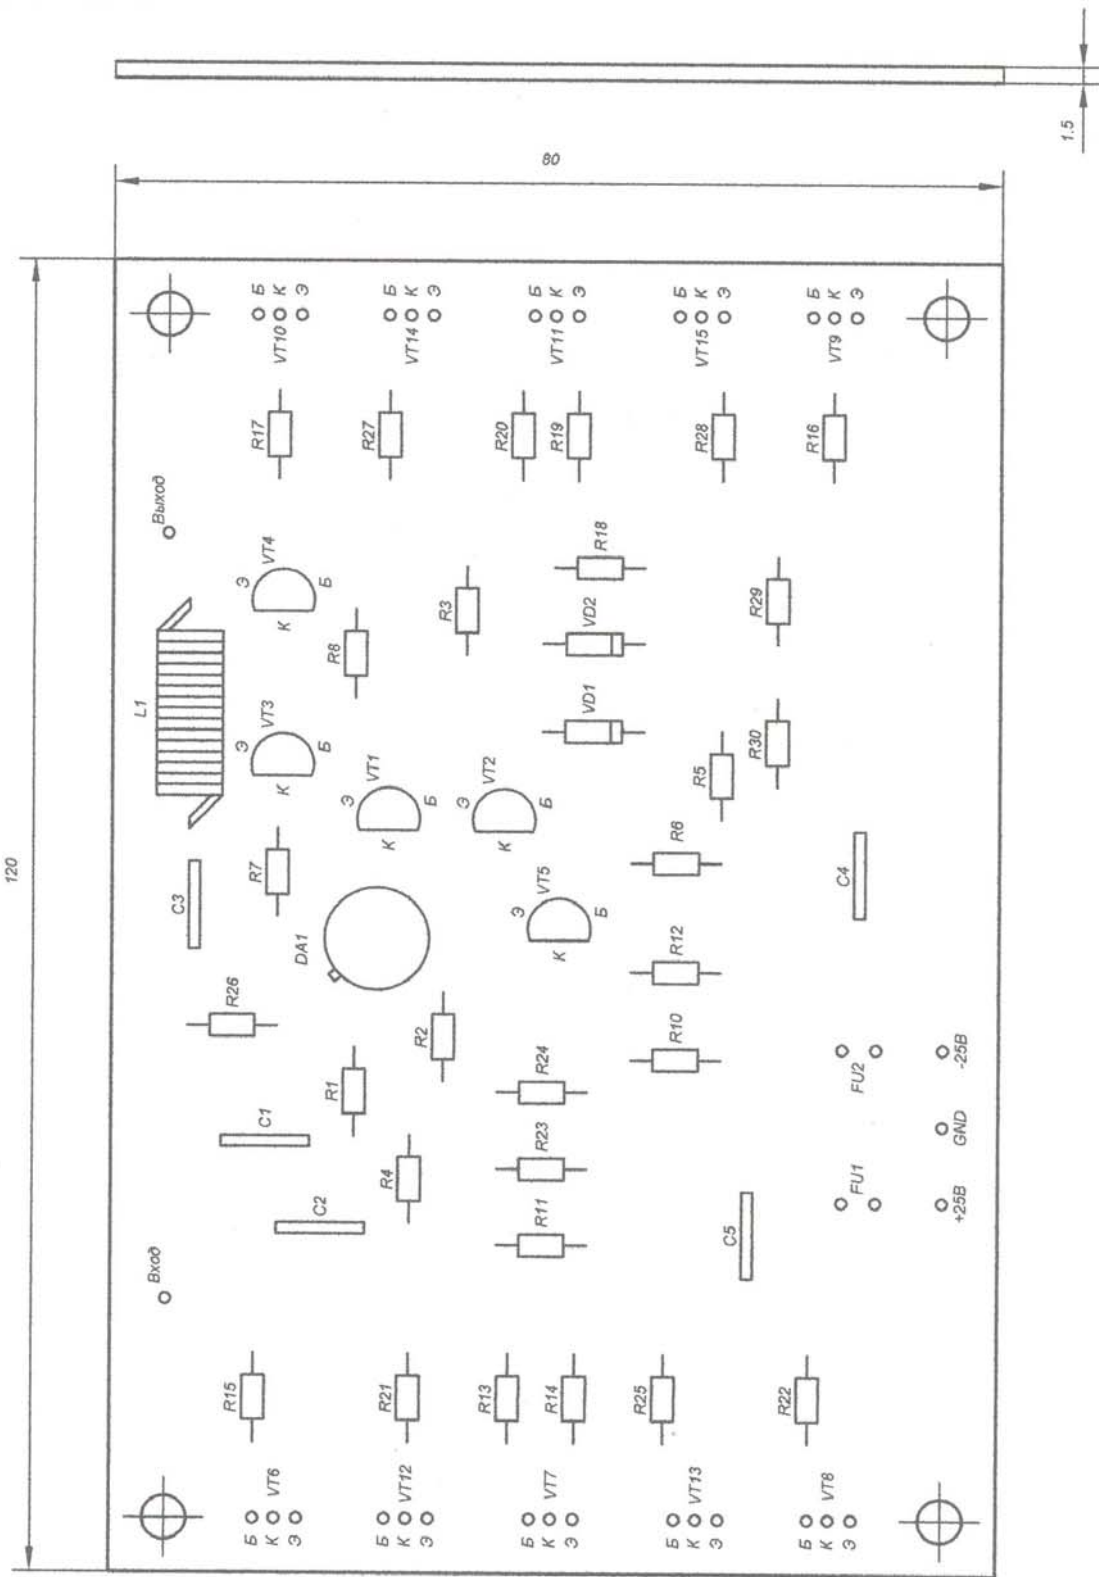 1.5
80
120
Б К Э
VT10
Б К Э
VT14
Б К Э
VT11
Б К Э
VT15
Б К Э
VT9
R17
R27
R20
R19
R28
R16
Выход
Э
VT4
Б
К
R8
R3
R18
VD2
VD1
R29
R30
L1
Э
VT3
Б
К
Э
VT1
Б
К
Э
VT2
Б
К
R5
R6
C4
C3
R7
DA1
Э
VT5
Б
К
R12
R26
R2
R10
R24
R1
C1
R23
R4
C2
R11
FU2
-25В
GND
FU1
+25В
C5
Вход
R15
R21
R13
R14
R25
R22
VT6
Б К Э
VT12
Б К Э
VT7
Б К Э
VT13
Б К Э
VT8
Б К Э